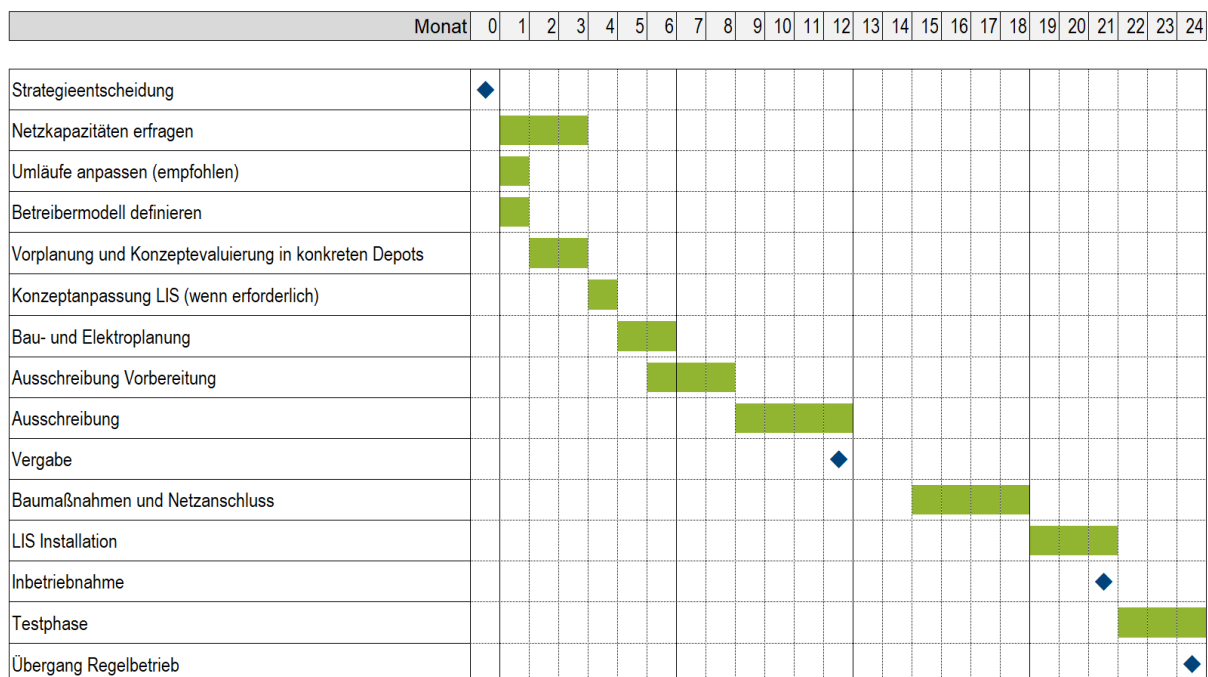 Monat 0 1 2 3 4 5 6 7 8 9 10 11 12 13 14 15 16 17 18 19 20 21 22 23 24
Strategieentscheidung
Netzkapazitäten erfragen
Umläufe anpassen (empfohlen)
Betreibermodell definieren
Vorplanung und Konzeptevaluierung in konkreten Depots
Konzeptanpassung LIS (wenn erforderlich)
Bau- und Elektroplanung
Ausschreibung Vorbereitung
Ausschreibung
Vergabe
Baumaßnahmen und Netzanschluss
LIS Installation
Inbetriebnahme
Testphase
Übergang Regelbetrieb